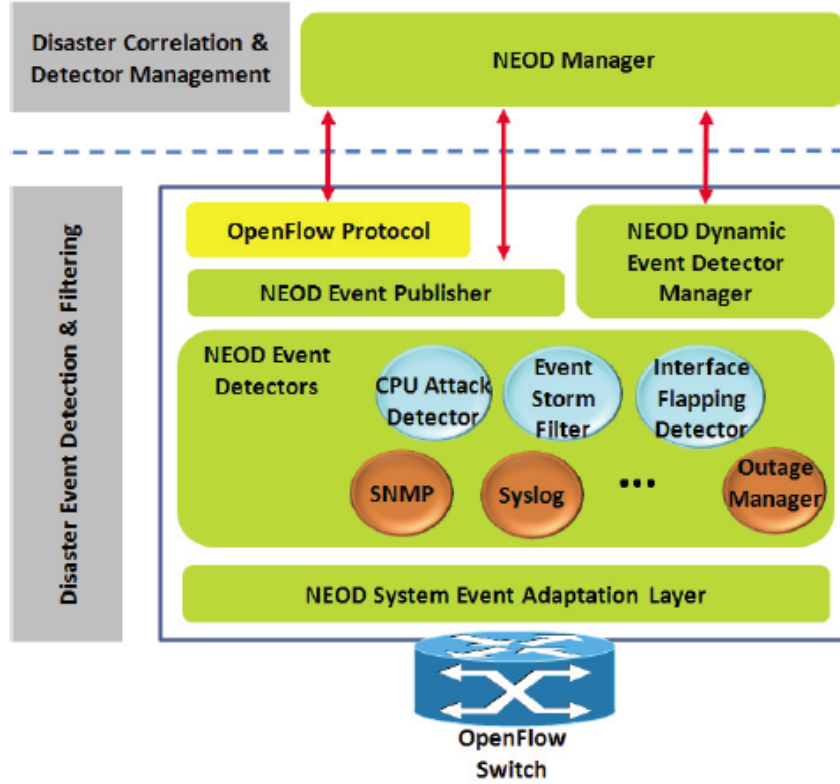 Disaster Correlation &
Detector Management
NEOD Manager
Disaster Event Detection & Filtering
OpenFlow Protocol
NEOD Dynamic
Event Detector
Manager
NEOD Event Publisher
NEOD Event
Detectors
CPU Attack
Detector
Event
Storm
Filter
Interface
Flapping
Detector
SNMP
Syslog
...
Outage
Manager
NEOD System Event Adaptation Layer
OpenFlow
Switch